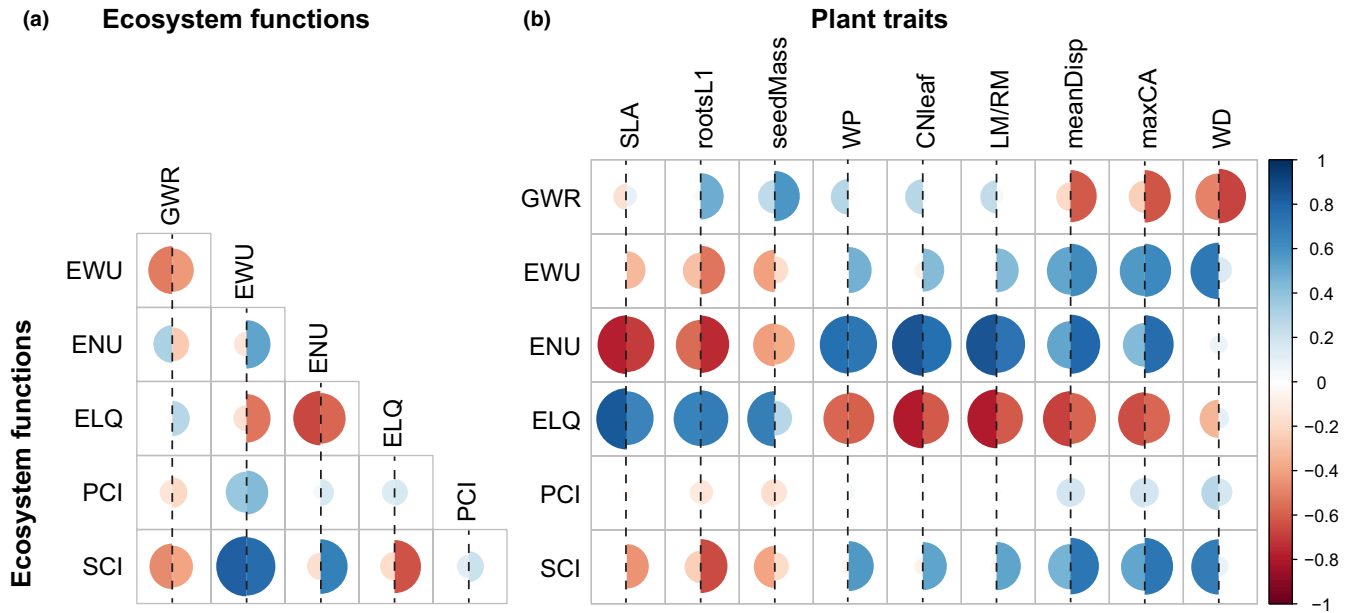 (a) Ecosystem functions
GWR
EWU
EWU
ENU
ENU
ELQ
ELQ
PCI
PCI
SCI
Ecosystem functions
(b) Plant traits
SLA
rootsL1
seedMass
WP
CNleaf
LM/RM
meanDisp
maxCA
WD
GWR
EWU
ENU
ELQ
PCI
SCI
1
0.8
0.6
0.4
0.2
0
−0.2
−0.4
−0.6
−0.8
−1